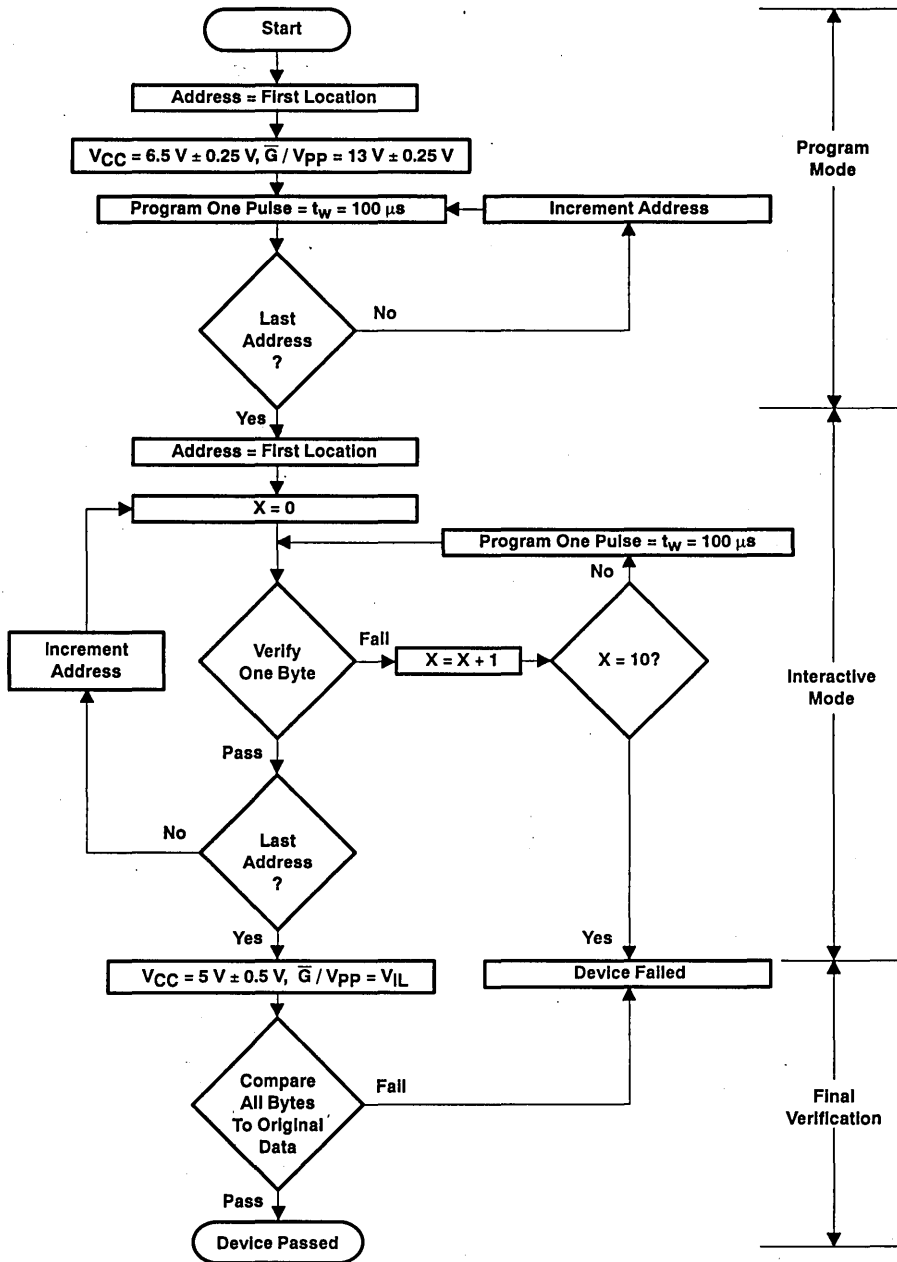 Start
Address = First Location
VCC = 6.5 V ± 0.25 V, G̅ / VPP = 13 V ± 0.25 V
Program One Pulse = tw = 100 µs
Increment Address
Program
Mode
Last
Address
?
No
Yes
Address = First Location
X = 0
Program One Pulse = tw = 100 µs
No
Increment
Address
Verify
One Byte
Fail
X = X + 1
X = 10?
Interactive
Mode
Pass
No
Last
Address
?
Yes
Yes
VCC = 5 V ± 0.5 V, G̅ / VPP = VIL
Device Failed
Compare
All Bytes
To Original
Data
Fail
Final
Verification
Pass
Device Passed